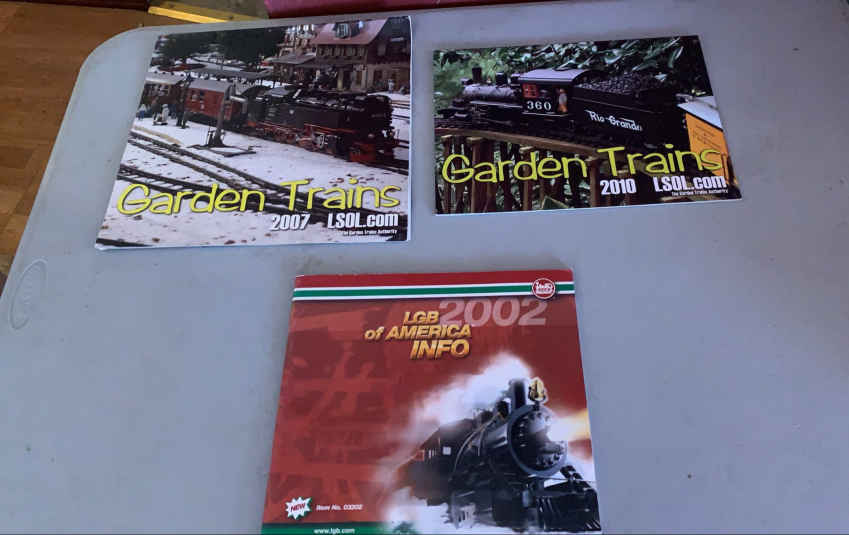 Garden Trains
2007 LSOL.com
The Garden Trains Authority
360
Rio Grande
Garden Trains
2010 LSOL.com
The Garden Trains Authority
2002
LGB
of AMERICA
INFO
NEW
Item No. 03202
www.lgb.com